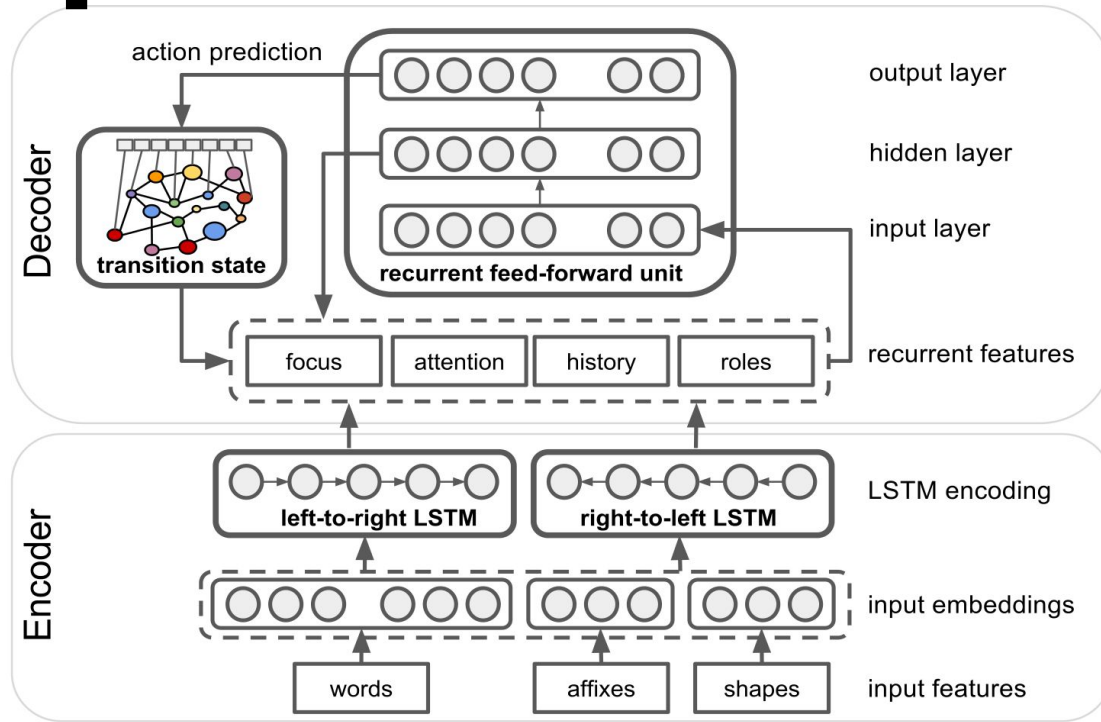 action prediction
output layer
hidden layer
input layer
transition state
recurrent feed-forward unit
Decoder
focus
attention
history
roles
recurrent features
left-to-right LSTM
right-to-left LSTM
LSTM encoding
Encoder
input embeddings
words
affixes
shapes
input features